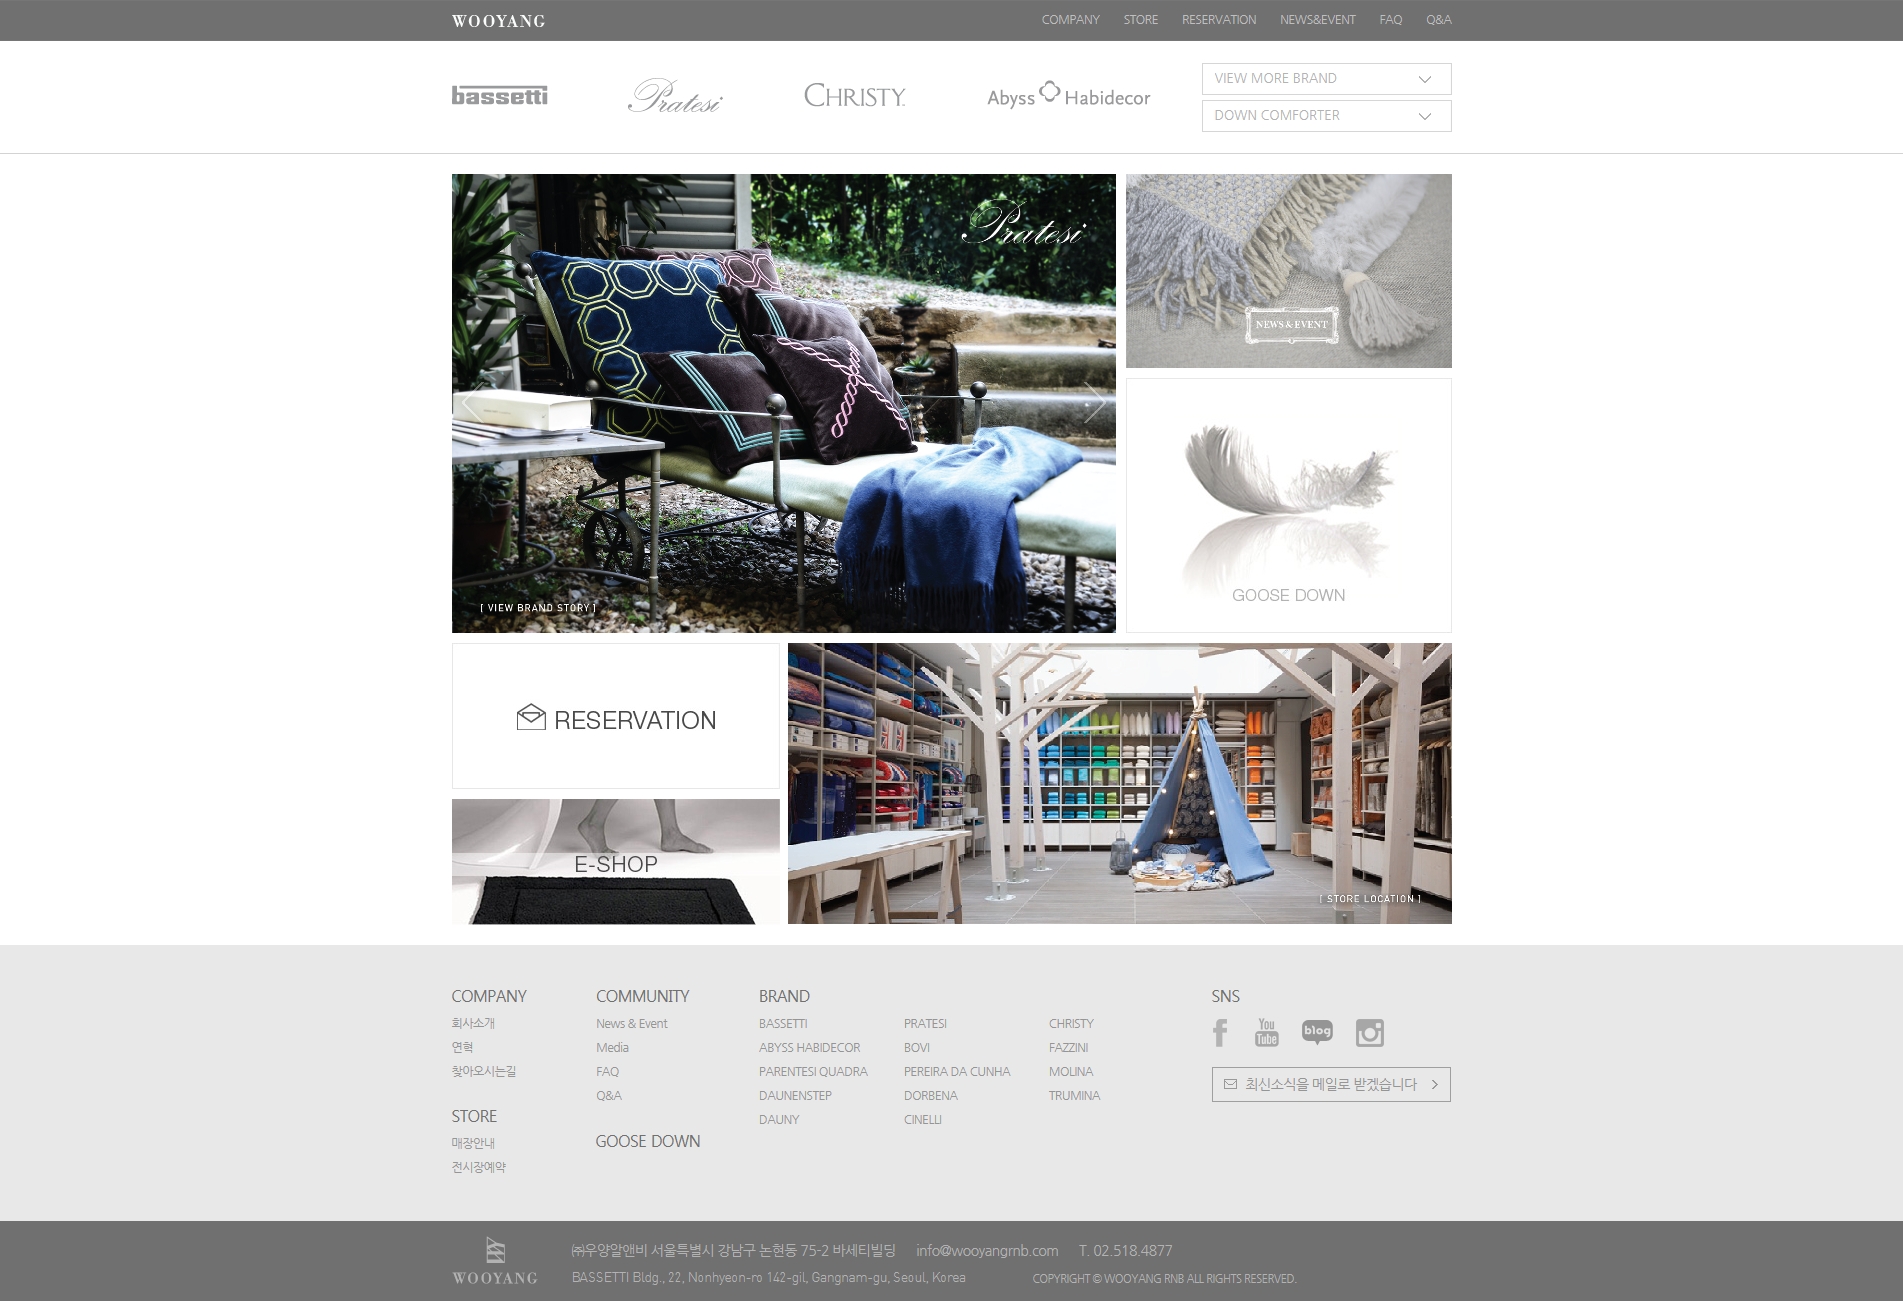 WOOYANG
COMPANY STORE RESERVATION NEWS&EVENT FAQ Q&A
bassetti
Pratesi
CHRISTY
Abyss Habidecor
VIEW MORE BRAND
DOWN COMFORTER
Pratesi
[ VIEW BRAND STORY ]
NEWS & EVENT
GOOSE DOWN
RESERVATION
E-SHOP
[ STORE LOCATION ]
COMPANY
회사소개
연혁
찾아오시는길
STORE
매장안내
전시장예약
COMMUNITY
News & Event
Media
FAQ
Q&A
GOOSE DOWN
BRAND
BASSETTI
ABYSS HABIDECOR
PARENTESI QUADRA
DAUNENSTEP
DAUNY
PRATESI
BOVI
PEREIRA DA CUNHA
DORBENA
CINELLI
CHRISTY
FAZZINI
MOLINA
TRUMINA
SNS
You Tube
blog
최신소식을 메일로 받겠습니다
WOOYANG
㈜우양알앤비 서울특별시 강남구 논현동 75-2 바세티빌딩 info@wooyangrnb.com T. 02.518.4877
BASSETTI Bldg., 22, Nonhyeon-ro 142-gil, Gangnam-gu, Seoul, Korea COPYRIGHT © WOOYANG RNB ALL RIGHTS RESERVED.